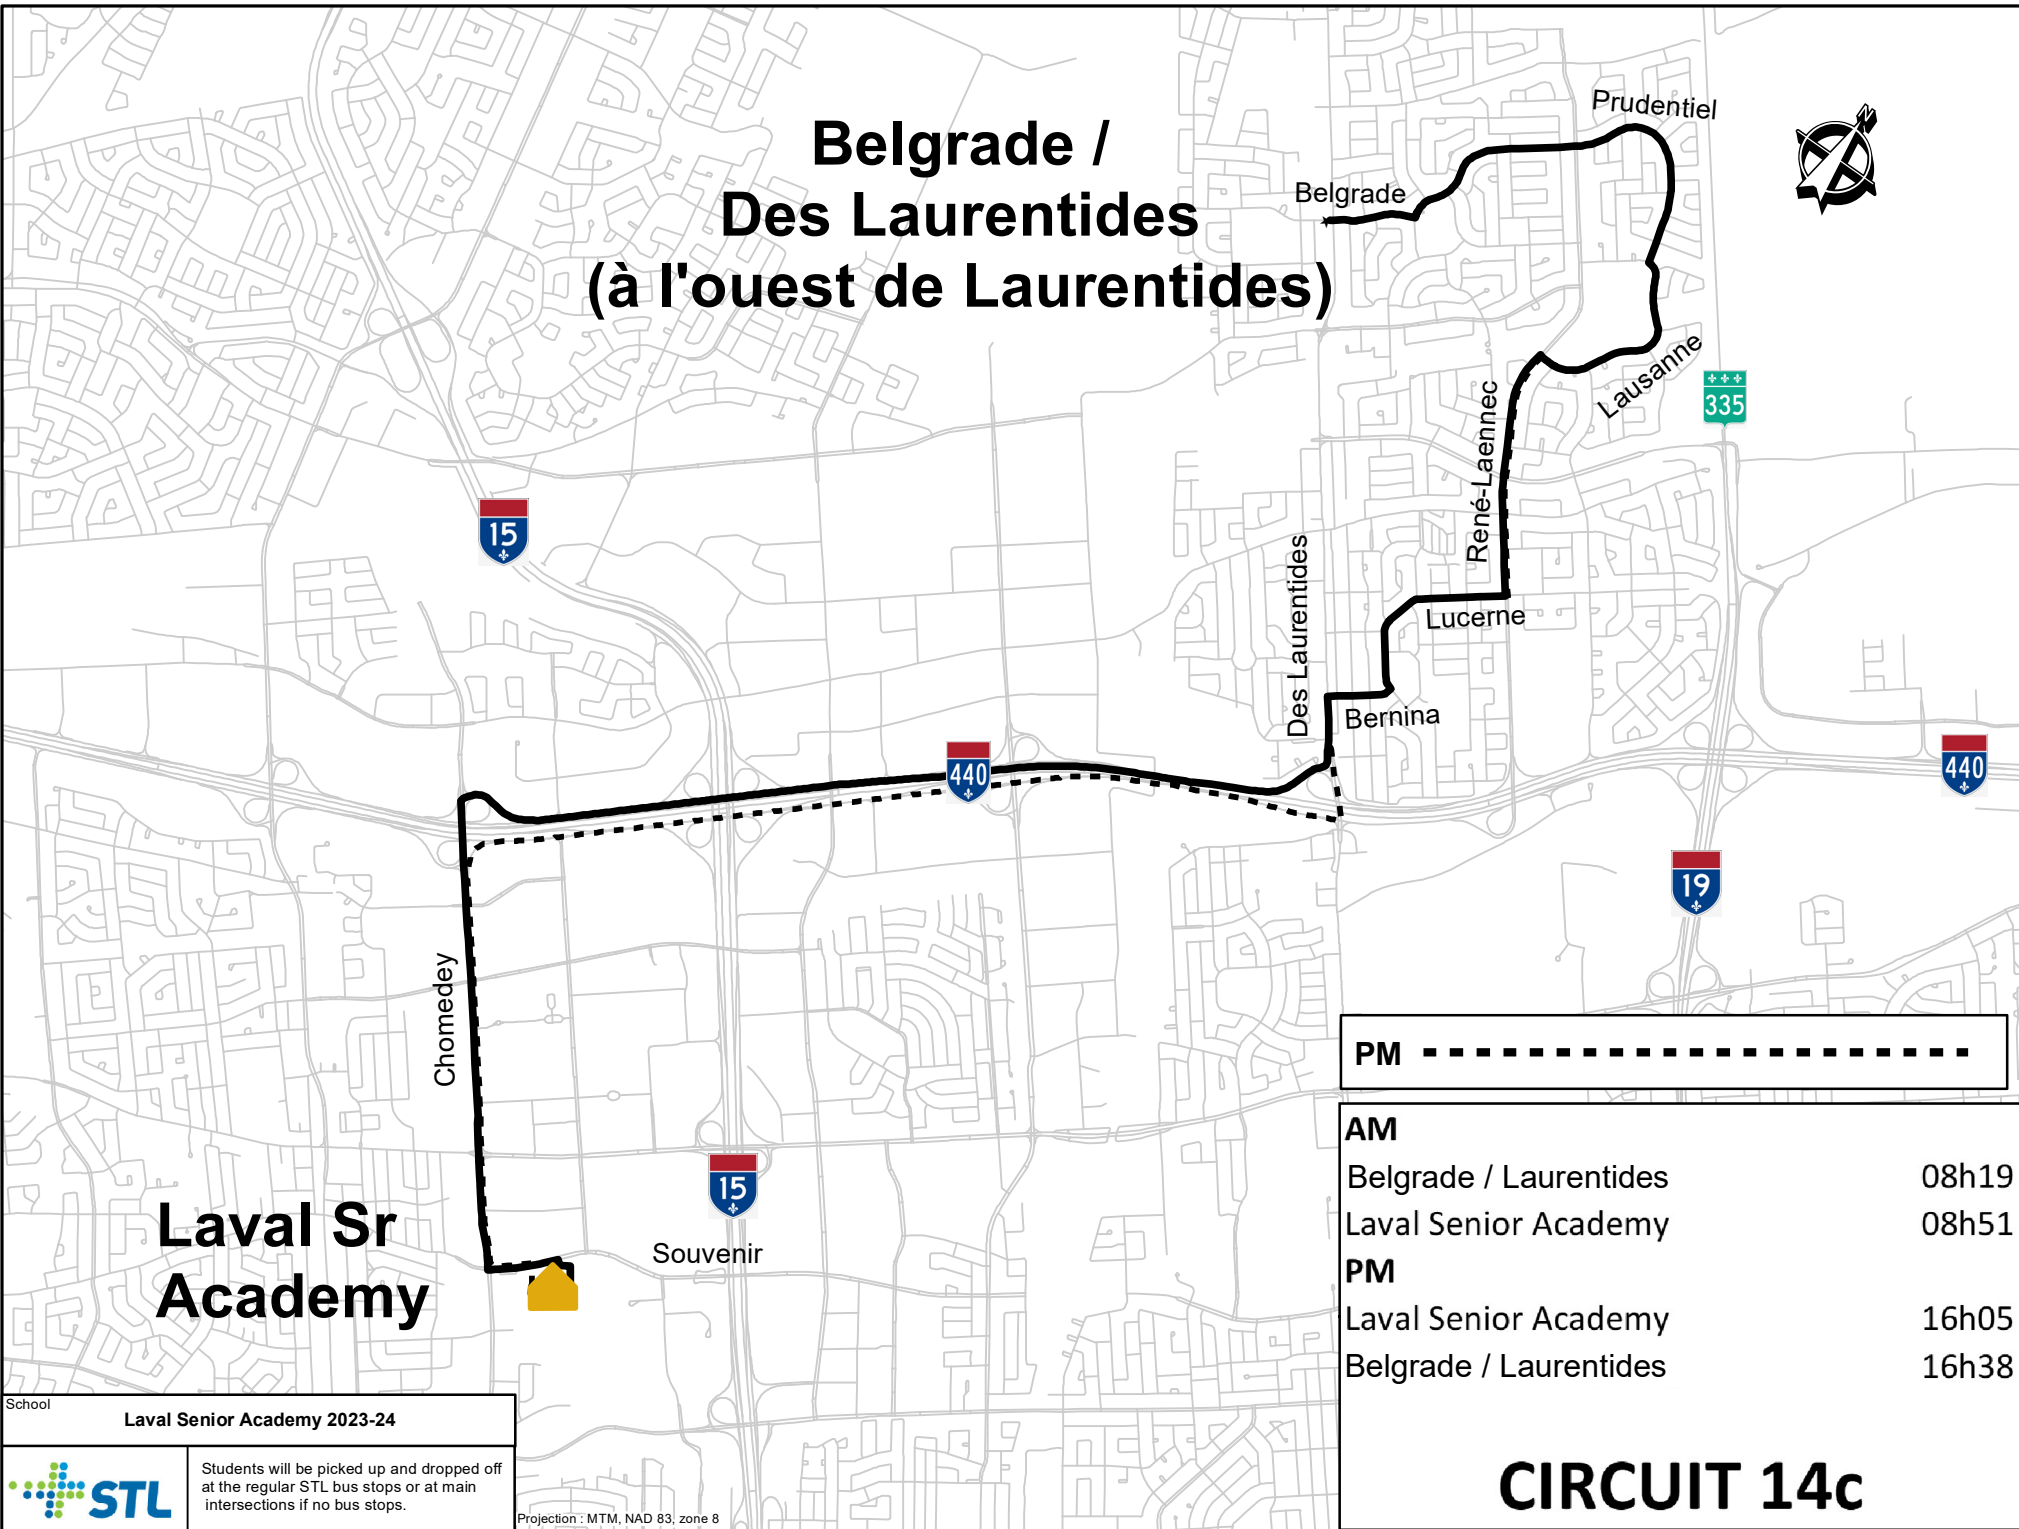 Belgrade /
Des Laurentides
(à l'ouest de Laurentides)
Prudentiel
Belgrade
N
Lausanne
335
René-Laennec
15
Des Laurentides
Lucerne
Bernina
440
440
19
Chomedey
PM
AM
Belgrade / Laurentides 08h19
Laval Senior Academy 08h51
PM
Laval Senior Academy 16h05
Belgrade / Laurentides 16h38
CIRCUIT 14c
15
Souvenir
Laval Sr
Academy
School
Laval Senior Academy 2023-24
STL
Students will be picked up and dropped off
at the regular STL bus stops or at main
intersections if no bus stops.
Projection : MTM, NAD 83, zone 8